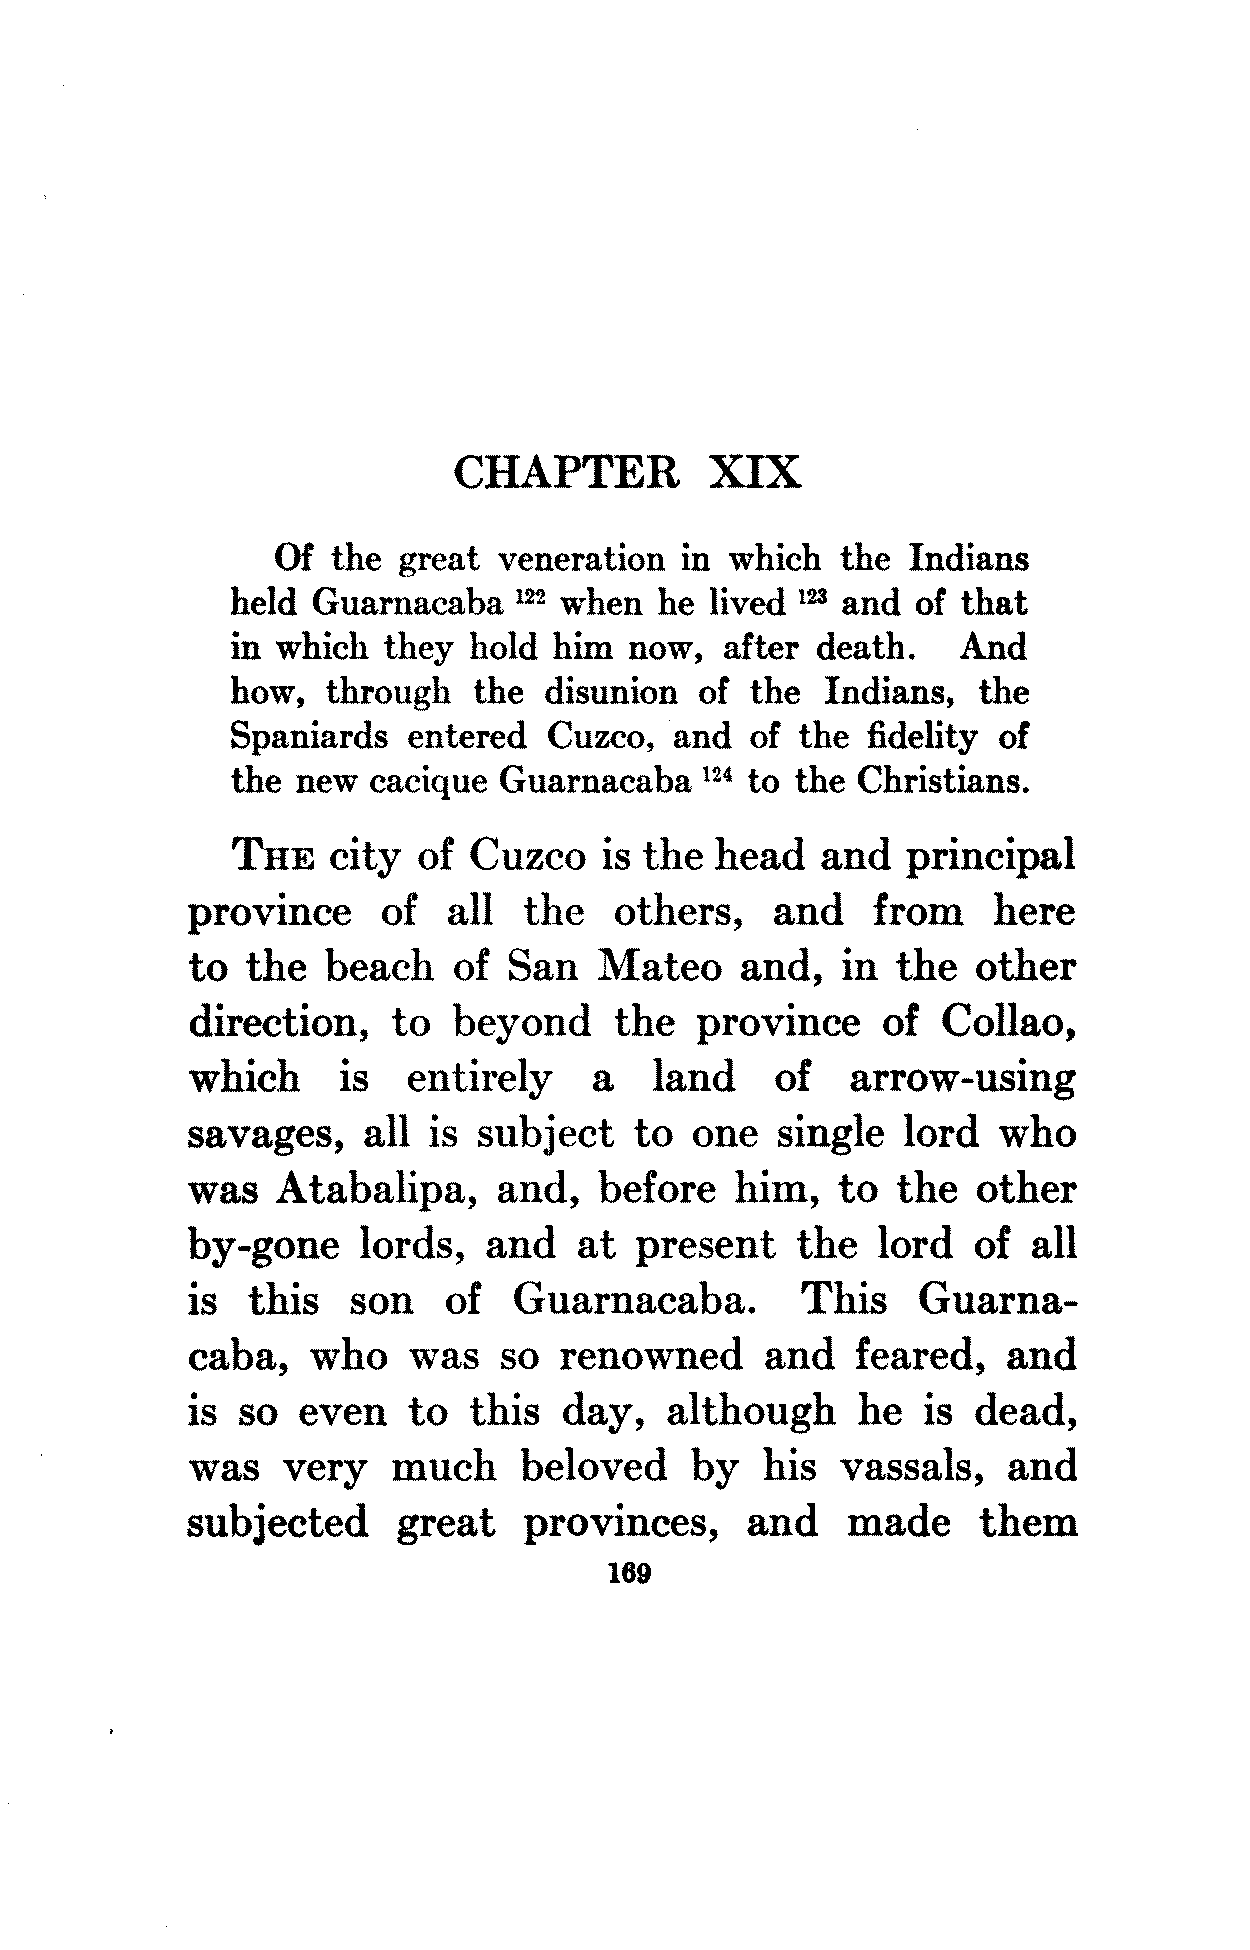 CHAPTER XIX
Of the great veneration in which the Indians
held Guarnacaba 122 when he lived 123 and of that
in which they hold him now, after death. And
how, through the disunion of the Indians, the
Spaniards entered Cuzco, and of the fidelity of
the new cacique Guarnacaba 124 to the Christians.
THE city of Cuzco is the head and principal
province of all the others, and from here
to the beach of San Mateo and, in the other
direction, to beyond the province of Collao,
which is entirely a land of arrow-using
savages, all is subject to one single lord who
was Atabalipa, and, before him, to the other
by-gone lords, and at present the lord of all
is this son of Guarnacaba. This Guarna-
caba, who was so renowned and feared, and
is so even to this day, although he is dead,
was very much beloved by his vassals, and
subjected great provinces, and made them
169